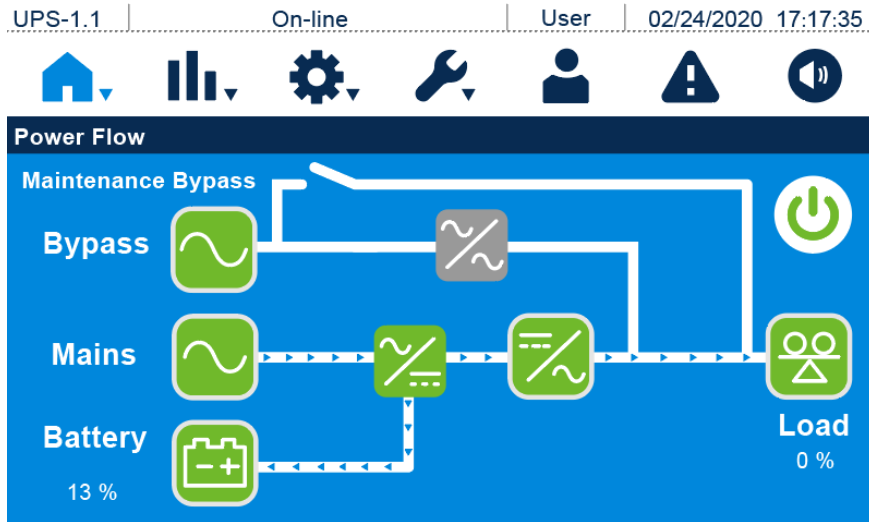 UPS-1.1 On-line User 02/24/2020 17:17:35
Power Flow
Maintenance Bypass
Bypass
Mains
Battery
13 %
Load
0 %